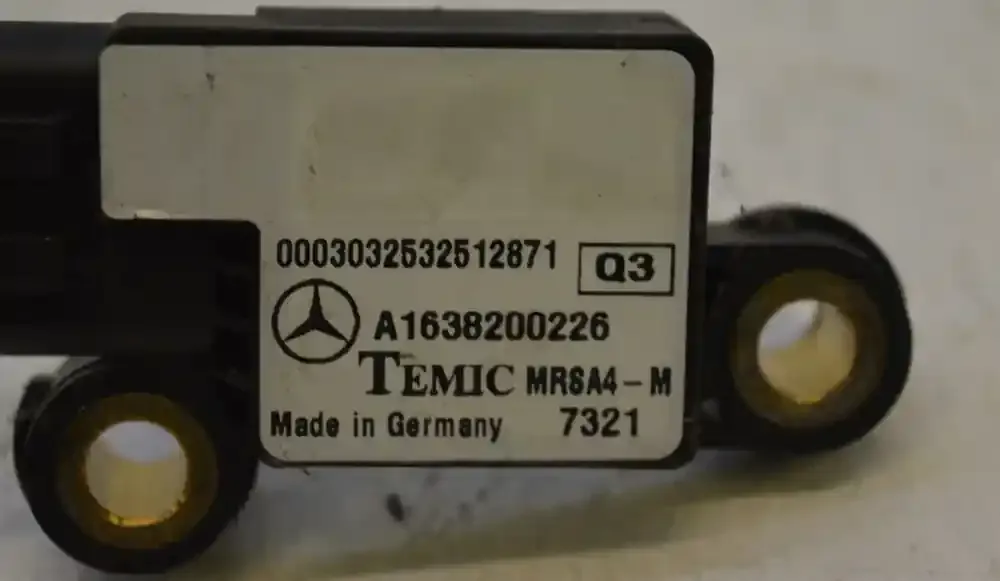 0003032532512871 Q3
A1638200226
TEMIC MRSA4-M
Made in Germany 7321